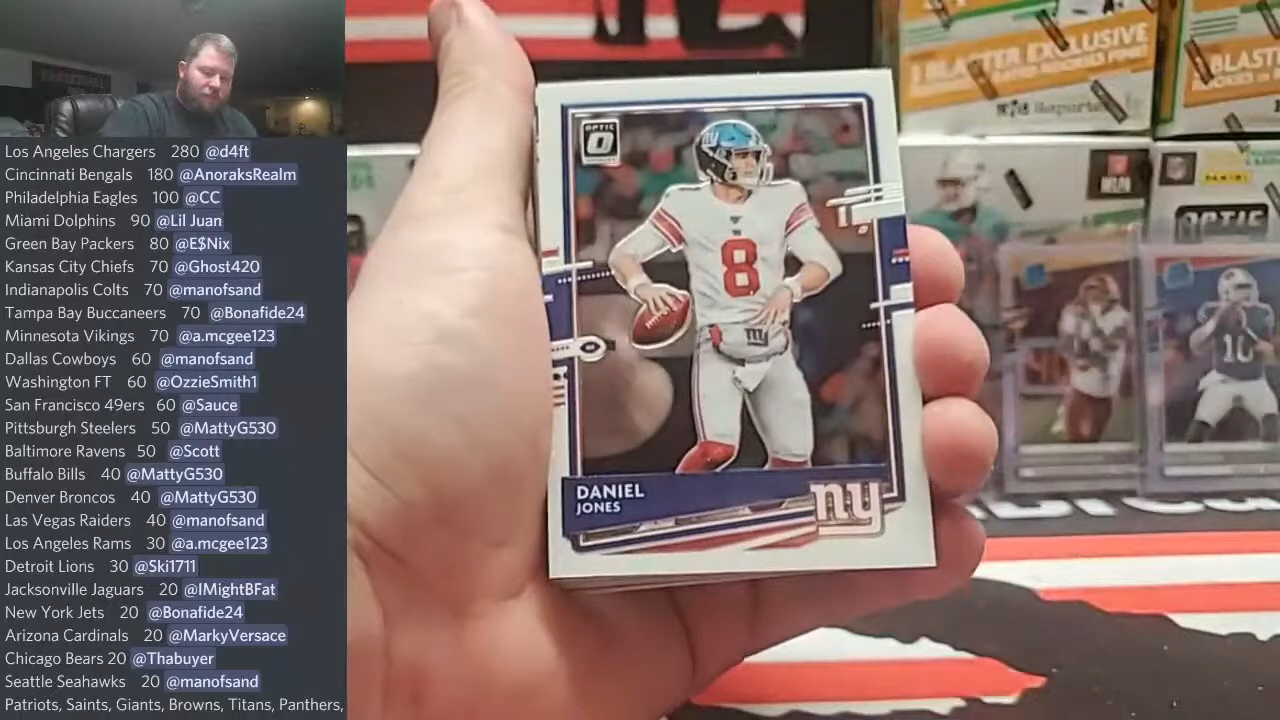 Los Angeles Chargers 280 @d4ft
Cincinnati Bengals 180 @AnoraksRealm
Philadelphia Eagles 100 @CC
Miami Dolphins 90 @Lil Juan
Green Bay Packers 80 @E$Nix
Kansas City Chiefs 70 @Ghost420
Indianapolis Colts 70 @manofsand
Tampa Bay Buccaneers 70 @Bonafide24
Minnesota Vikings 70 @a.mcgee123
Dallas Cowboys 60 @manofsand
Washington FT 60 @OzzieSmith1
San Francisco 49ers 60 @Sauce
Pittsburgh Steelers 50 @MattyG530
Baltimore Ravens 50 @Scott
Buffalo Bills 40 @MattyG530
Denver Broncos 40 @MattyG530
Las Vegas Raiders 40 @manofsand
Los Angeles Rams 30 @a.mcgee123
Detroit Lions 30 @Ski1711
Jacksonville Jaguars 20 @IMightBFat
New York Jets 20 @Bonafide24
Arizona Cardinals 20 @MarkyVersace
Chicago Bears 20 @Thabuyer
Seattle Seahawks 20 @manofsand
Patriots, Saints, Giants, Browns, Titans, Panthers,
OPTIC
ny
8
ny
DANIEL
JONES
ny
1 BLASTER EXCLUSIVE
BLAST
PANINI
OPTIC
10